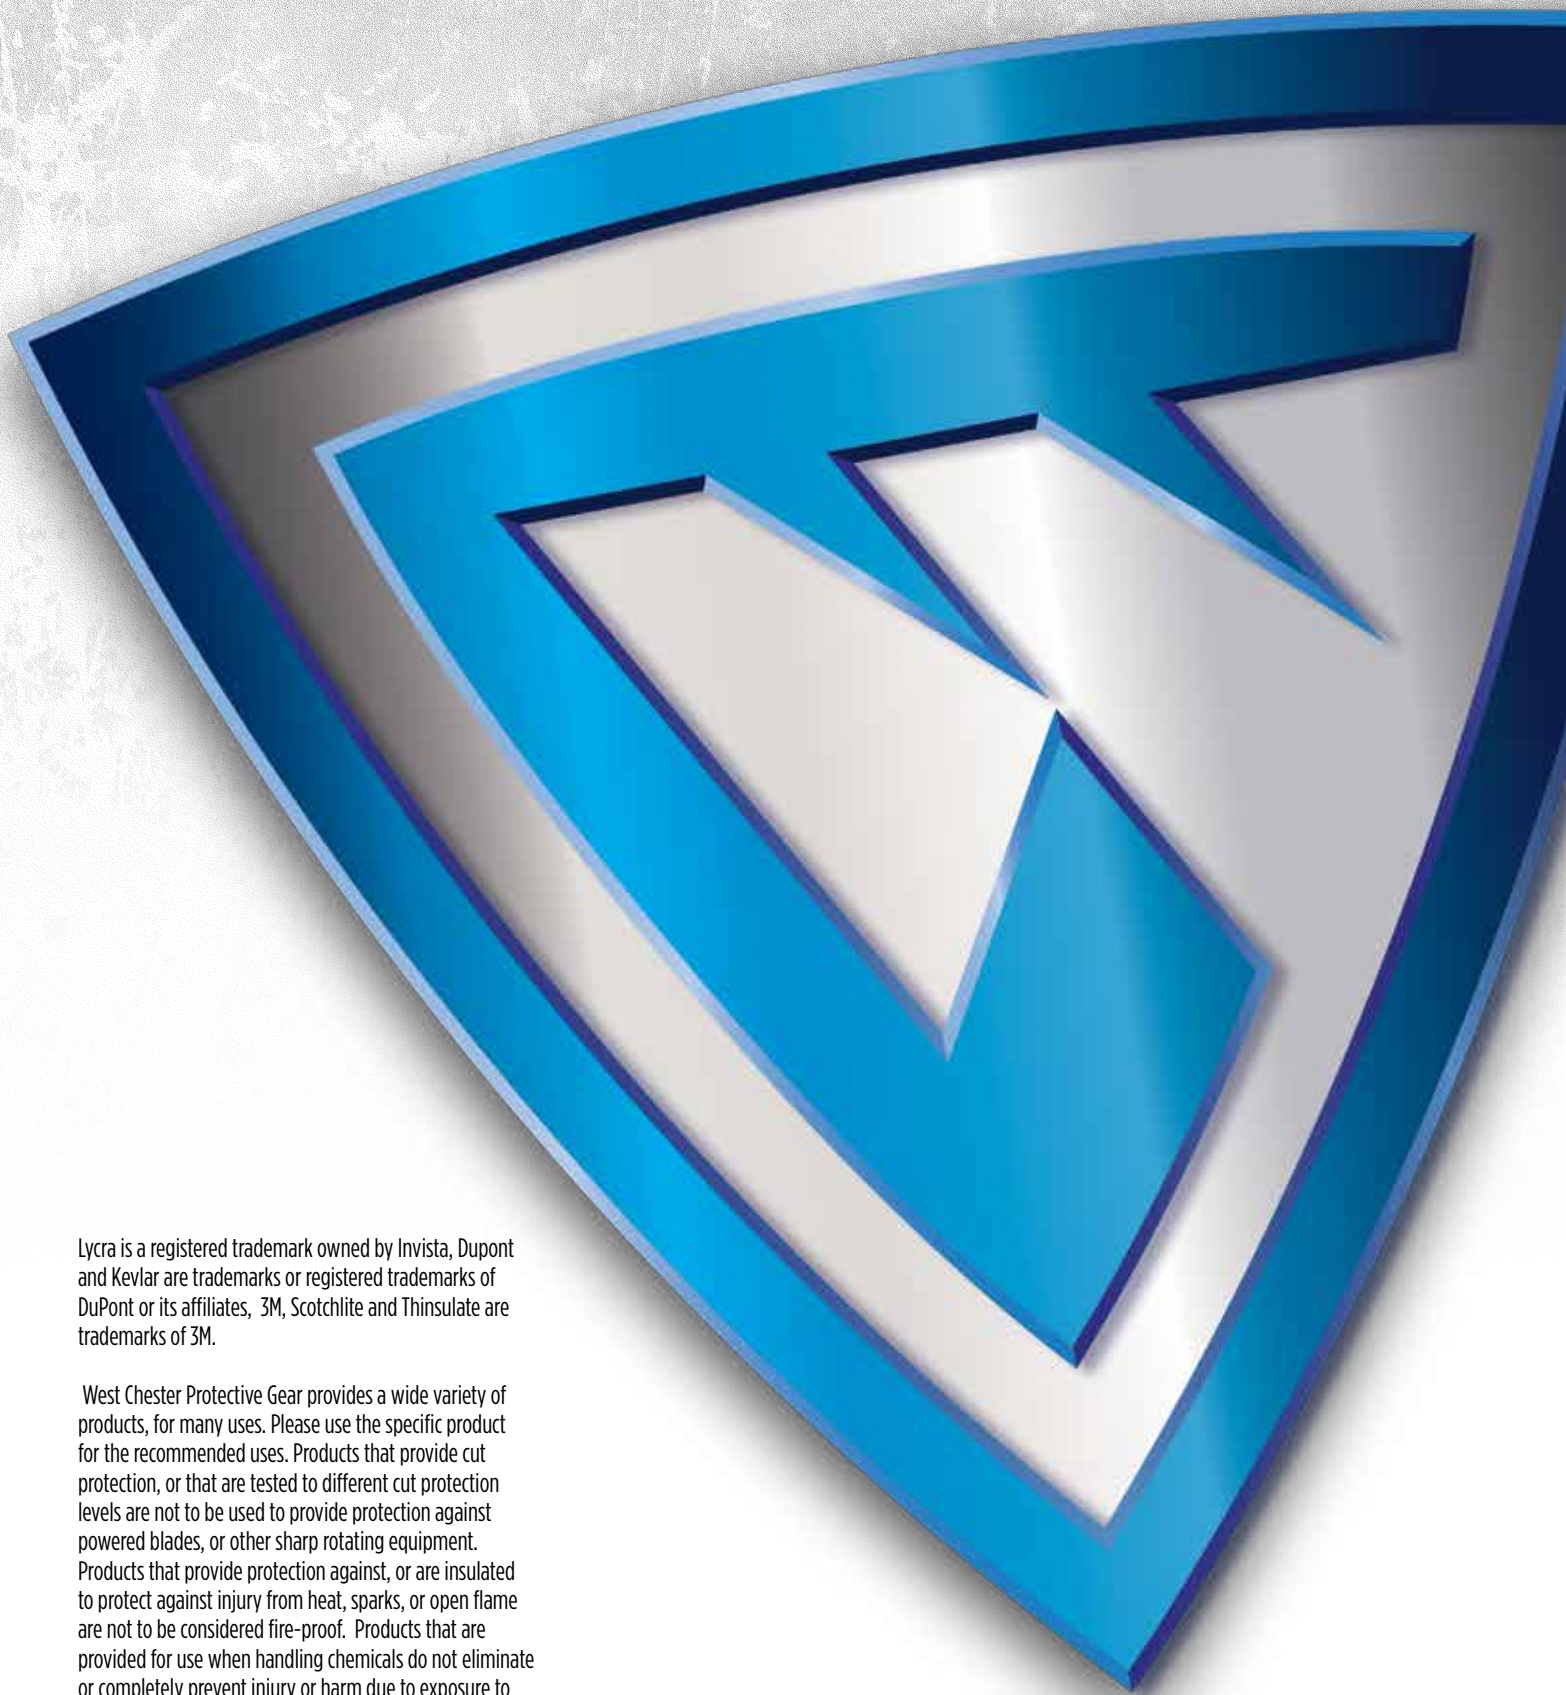 Lycra is a registered trademark owned by Invista, Dupont
and Kevlar are trademarks or registered trademarks of
DuPont or its affiliates,  3M, Scotchlite and Thinsulate are
trademarks of 3M.
West Chester Protective Gear provides a wide variety of
products, for many uses. Please use the specific product
for the recommended uses. Products that provide cut
protection, or that are tested to different cut protection
levels are not to be used to provide protection against
powered blades, or other sharp rotating equipment.
Products that provide protection against, or are insulated
to protect against injury from heat, sparks, or open flame
are not to be considered fire-proof.  Products that are
provided for use when handling chemicals do not eliminate
or completely prevent injury or harm due to exposure to